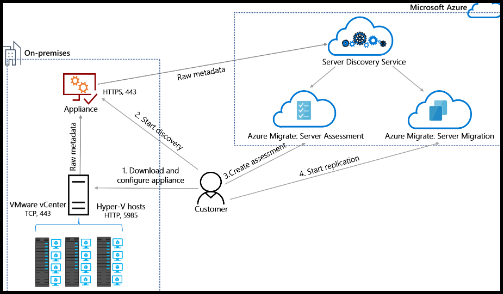 Microsoft Azure
On-premises
Server Discovery Service
Raw metadata
HTTPS, 443
Appliance
2. Start discovery
Azure Migrate: Server Assessment
Azure Migrate: Server Migration
Raw metadata
3.Create assessment
1. Download and
configure appliance
4. Start replication
Customer
VMware vCenter
TCP, 443
Hyper-V hosts
HTTP, 5985